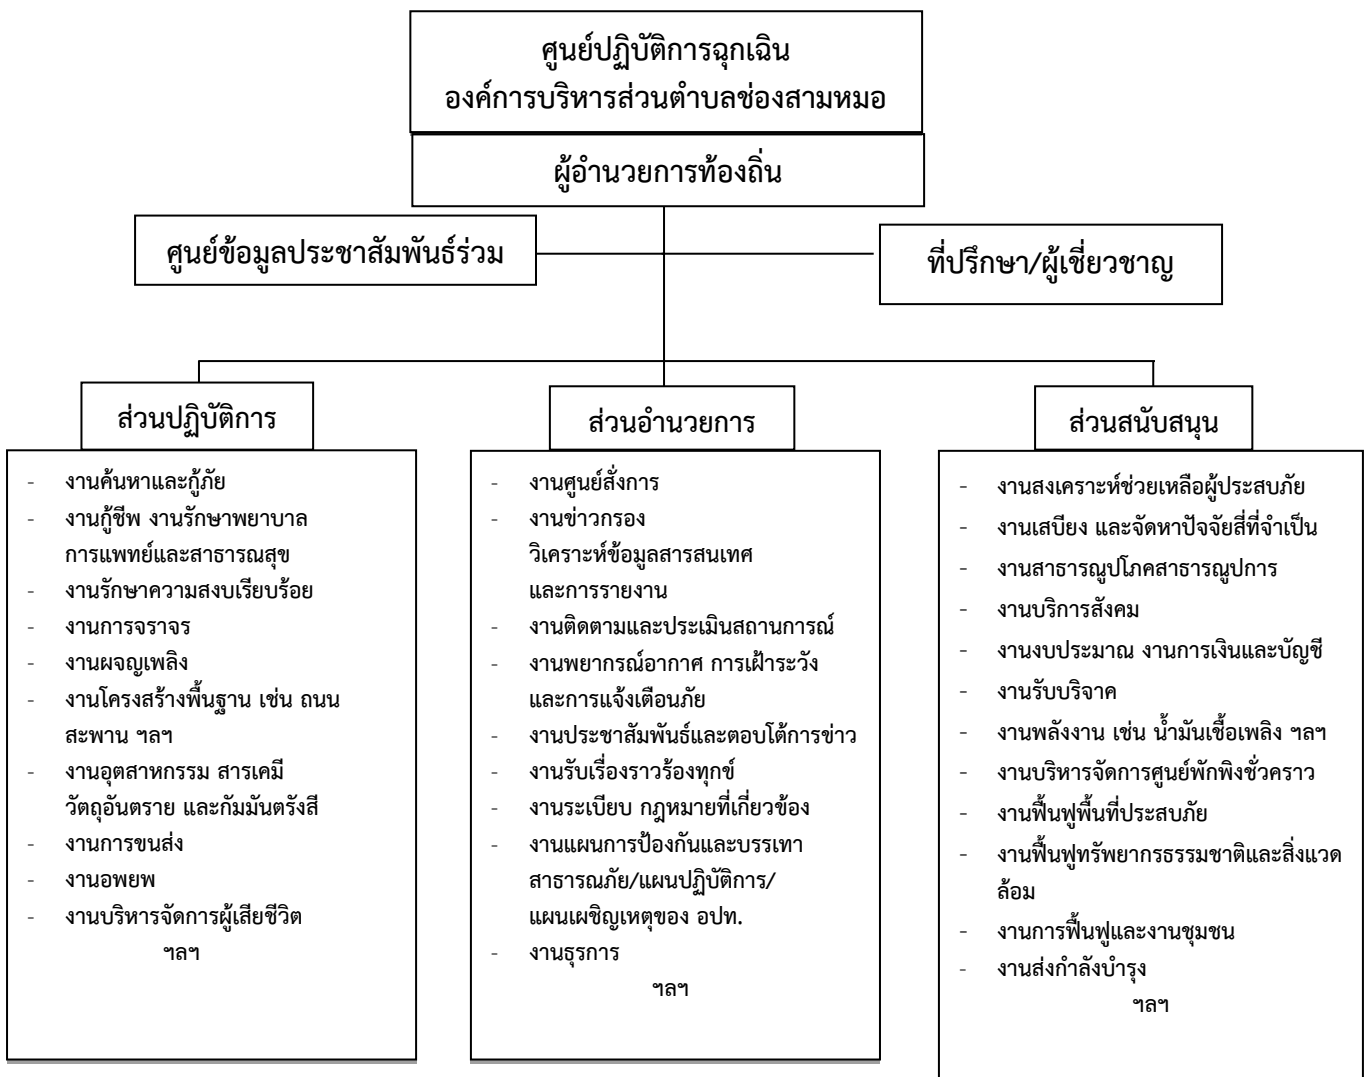 ศูนย์ปฏิบัติการฉุกเฉิน
องค์การบริหารส่วนตำบลช่องสามหมอ
ผู้อำนวยการท้องถิ่น
ศูนย์ข้อมูลประชาสัมพันธ์ร่วม
ที่ปรึกษา/ผู้เชี่ยวชาญ
ส่วนปฏิบัติการ
- งานค้นหาและกู้ภัย
- งานกู้ชีพ งานรักษาพยาบาล
การแพทย์และสาธารณสุข
- งานรักษาความสงบเรียบร้อย
- งานการจราจร
- งานผจญเพลิง
- งานโครงสร้างพื้นฐาน เช่น ถนน
สะพาน ฯลฯ
- งานอุตสาหกรรม สารเคมี
วัตถุอันตราย และกัมมันตรังสี
- งานการขนส่ง
- งานอพยพ
- งานบริหารจัดการผู้เสียชีวิต
ฯลฯ
ส่วนอำนวยการ
- งานศูนย์สั่งการ
- งานข่าวกรอง
วิเคราะห์ข้อมูลสารสนเทศ
และการรายงาน
- งานติดตามและประเมินสถานการณ์
- งานพยากรณ์อากาศ การเฝ้าระวัง
และการแจ้งเตือนภัย
- งานประชาสัมพันธ์และตอบโต้การข่าว
- งานรับเรื่องราวร้องทุกข์
- งานระเบียบ กฎหมายที่เกี่ยวข้อง
- งานแผนการป้องกันและบรรเทา
สาธารณภัย/แผนปฏิบัติการ/
แผนเผชิญเหตุของ อปท.
- งานธุรการ
ฯลฯ
ส่วนสนับสนุน
- งานสงเคราะห์ช่วยเหลือผู้ประสบภัย
- งานเสบียง และจัดหาปัจจัยสี่ที่จำเป็น
- งานสาธารณูปโภคสาธารณูปการ
- งานบริการสังคม
- งานงบประมาณ งานการเงินและบัญชี
- งานรับบริจาค
- งานพลังงาน เช่น น้ำมันเชื้อเพลิง ฯลฯ
- งานบริหารจัดการศูนย์พักพิงชั่วคราว
- งานฟื้นฟูพื้นที่ประสบภัย
- งานฟื้นฟูทรัพยากรธรรมชาติและสิ่งแวด
ล้อม
- งานการฟื้นฟูและงานชุมชน
- งานส่งกำลังบำรุง
ฯลฯ